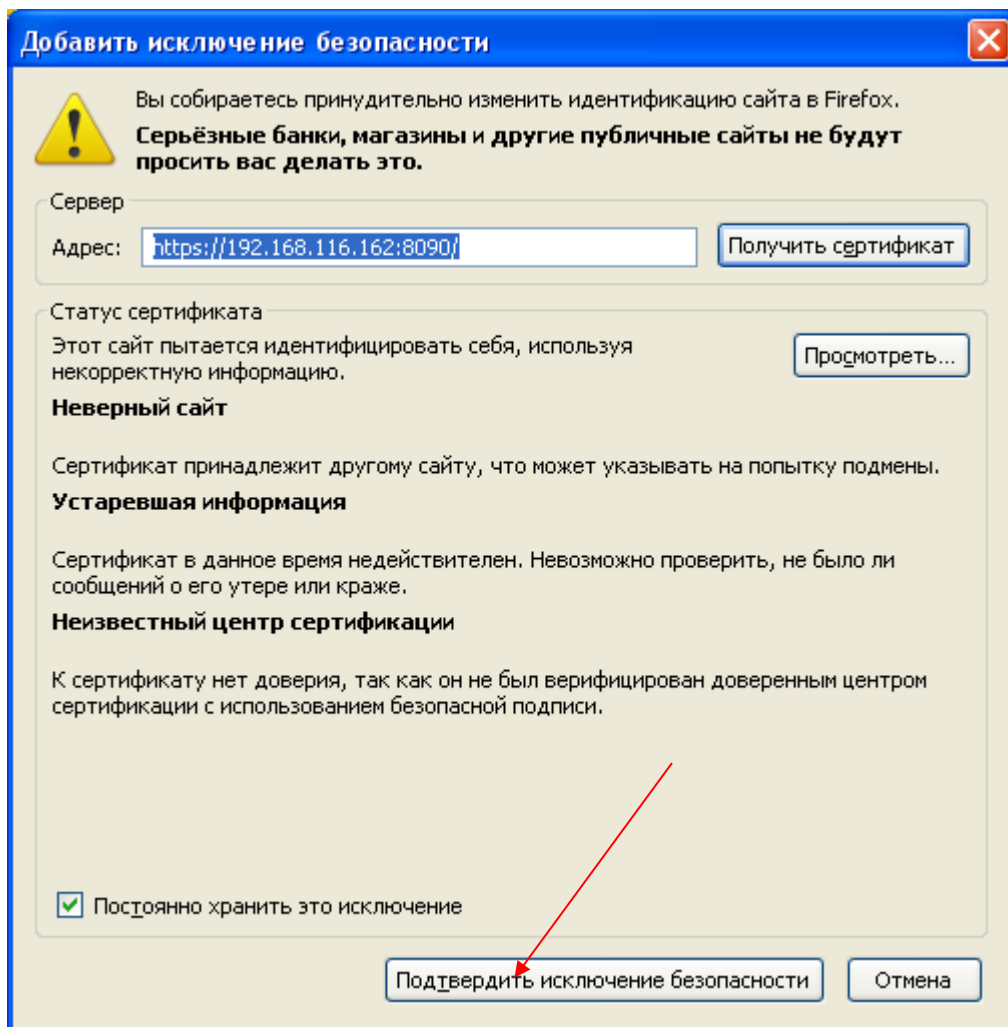 Добавить исключение безопасности
Вы собираетесь принудительно изменить идентификацию сайта в Firefox.
Серьёзные банки, магазины и другие публичные сайты не будут
просить вас делать это.
Сервер
Адрес:
https://192.168.116.162:8090/
Получить сертификат
Статус сертификата
Этот сайт пытается идентифицировать себя, используя
некорректную информацию.
Просмотреть...
Неверный сайт
Сертификат принадлежит другому сайту, что может указывать на попытку подмены.
Устаревшая информация
Сертификат в данное время недействителен. Невозможно проверить, не было ли
сообщений о его утере или краже.
Неизвестный центр сертификации
К сертификату нет доверия, так как он не был верифицирован доверенным центром
сертификации с использованием безопасной подписи.
Постоянно хранить это исключение
Подтвердить исключение безопасности
Отмена